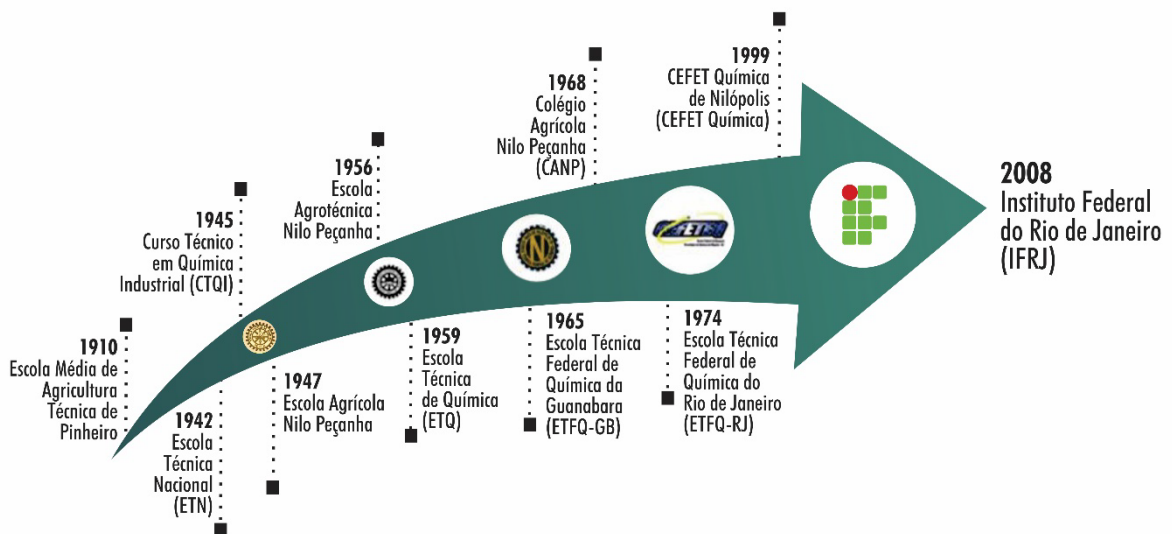 1910
Escola Média de
Agricultura
Técnica de
Pinheiro
1942
Escola
Técnica
Nacional
(ETN)
1945
Curso Técnico
em Química
Industrial (CTQI)
1947
Escola Agrícola
Nilo Peçanha
1956
Escola
Agrotécnica
Nilo Peçanha
1959
Escola
Técnica
de Química
(ETQ)
1965
Escola Técnica
Federal de
Química da
Guanabara
(ETFQ-GB)
1968
Colégio
Agrícola
Nilo Peçanha
(CANP)
1974
Escola Técnica
Federal de
Química do
Rio de Janeiro
(ETFQ-RJ)
1999
CEFET Química
de Nilópolis
(CEFET Química)
2008
Instituto Federal
do Rio de Janeiro
(IFRJ)
N